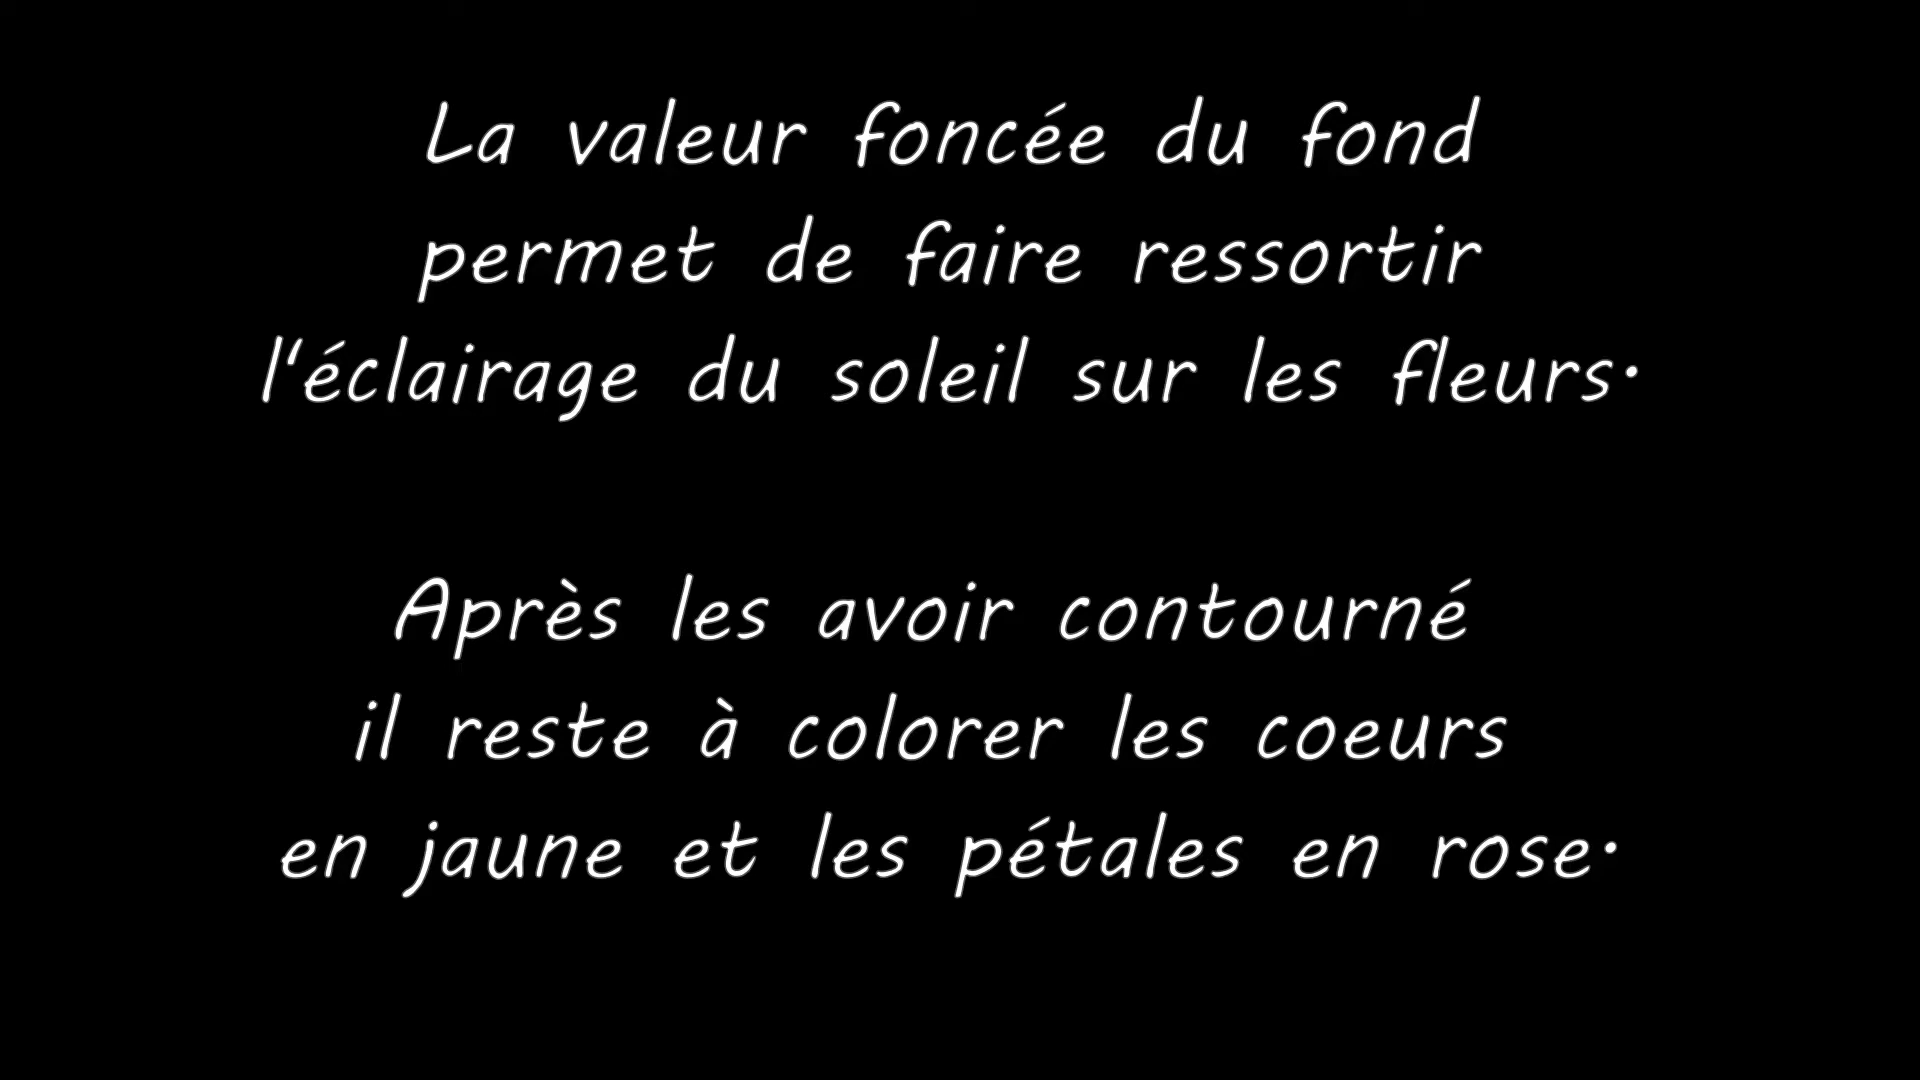 La valeur foncée du fond
permet de faire ressortir
l'éclairage du soleil sur les fleurs.
Après les avoir contourné
il reste à colorer les coeurs
en jaune et les pétales en rose.